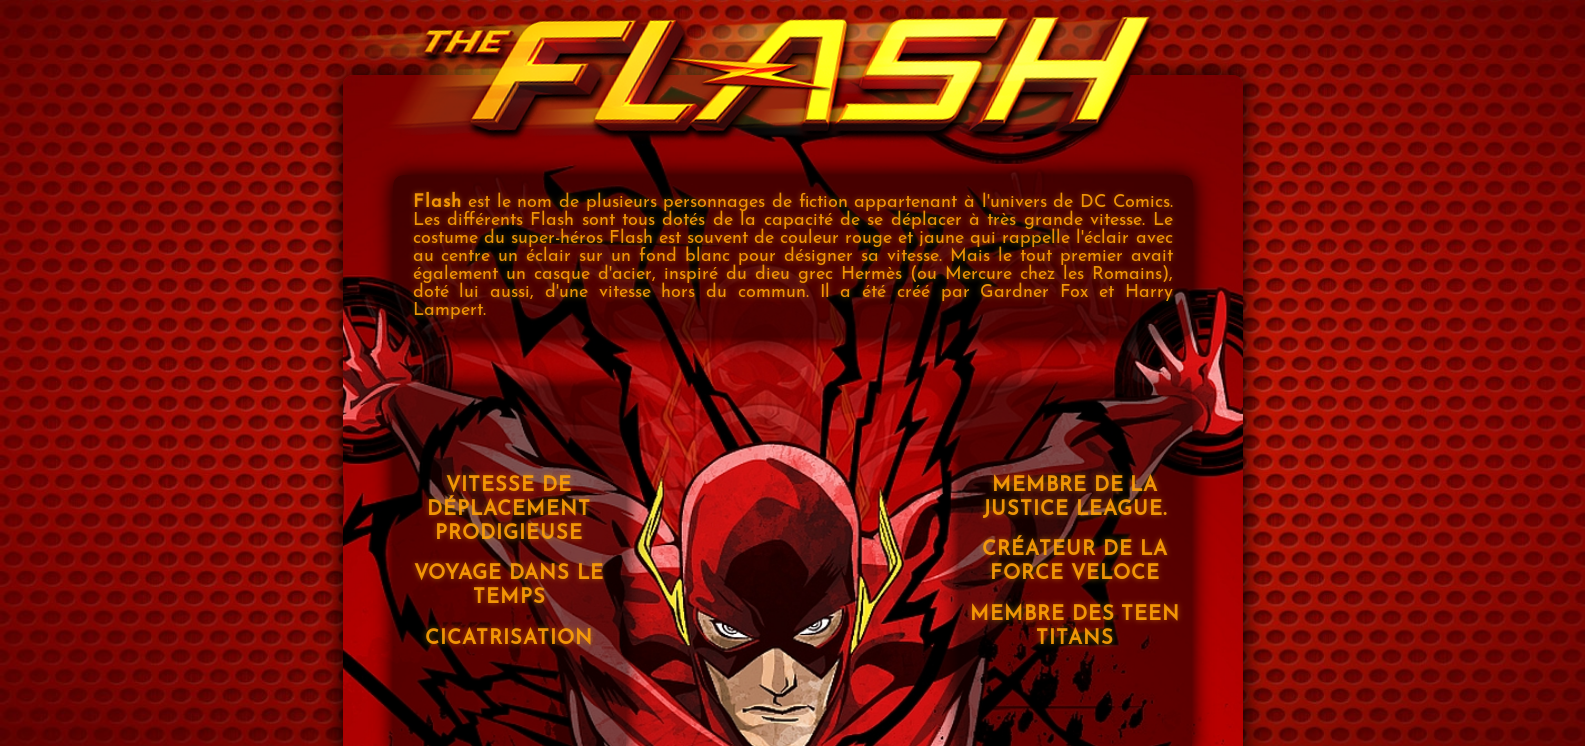 THE FLASH
Flash est le nom de plusieurs personnages de fiction appartenant à l'univers de DC Comics.
Les différents Flash sont tous dotés de la capacité de se déplacer à très grande vitesse. Le
costume du super-héros Flash est souvent de couleur rouge et jaune qui rappelle l'éclair avec
au centre un éclair sur un fond blanc pour désigner sa vitesse. Mais le tout premier avait
également un casque d'acier, inspiré du dieu grec Hermès (ou Mercure chez les Romains),
doté lui aussi, d'une vitesse hors du commun. Il a été créé par Gardner Fox et Harry
Lampert.
VITESSE DE
DÉPLACEMENT
PRODIGIEUSE
VOYAGE DANS LE
TEMPS
CICATRISATION
MEMBRE DE LA
JUSTICE LEAGUE.
CRÉATEUR DE LA
FORCE VELOCE
MEMBRE DES TEEN
TITANS